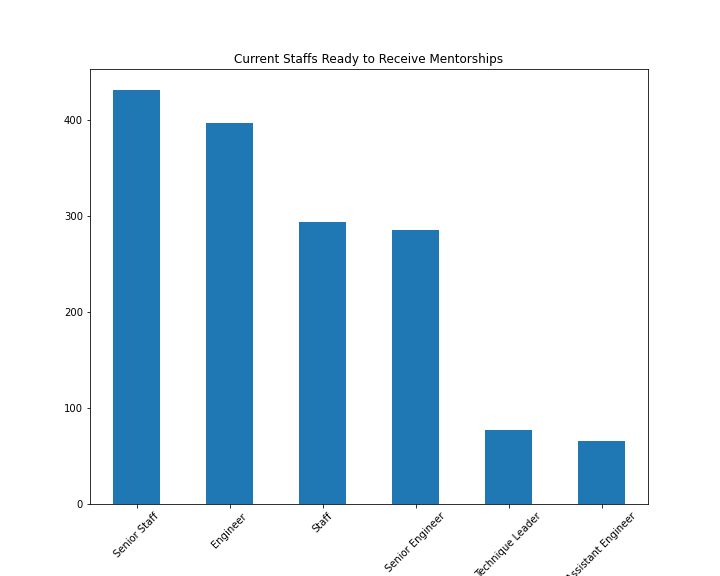 Current Staffs Ready to Receive Mentorships
400
300
200
100
0
Senior Staff
Engineer
Staff
Senior Engineer
Technique Leader
Assistant Engineer